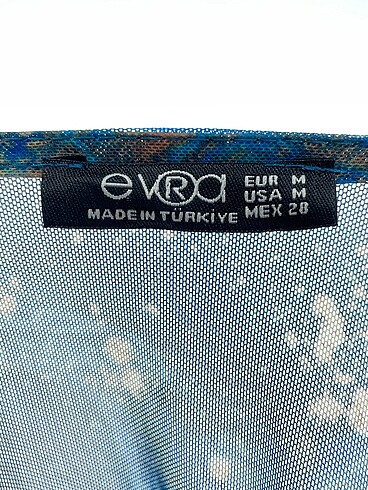 evra
MADE IN TÜRKİYE
EUR M
USA M
MEX 28